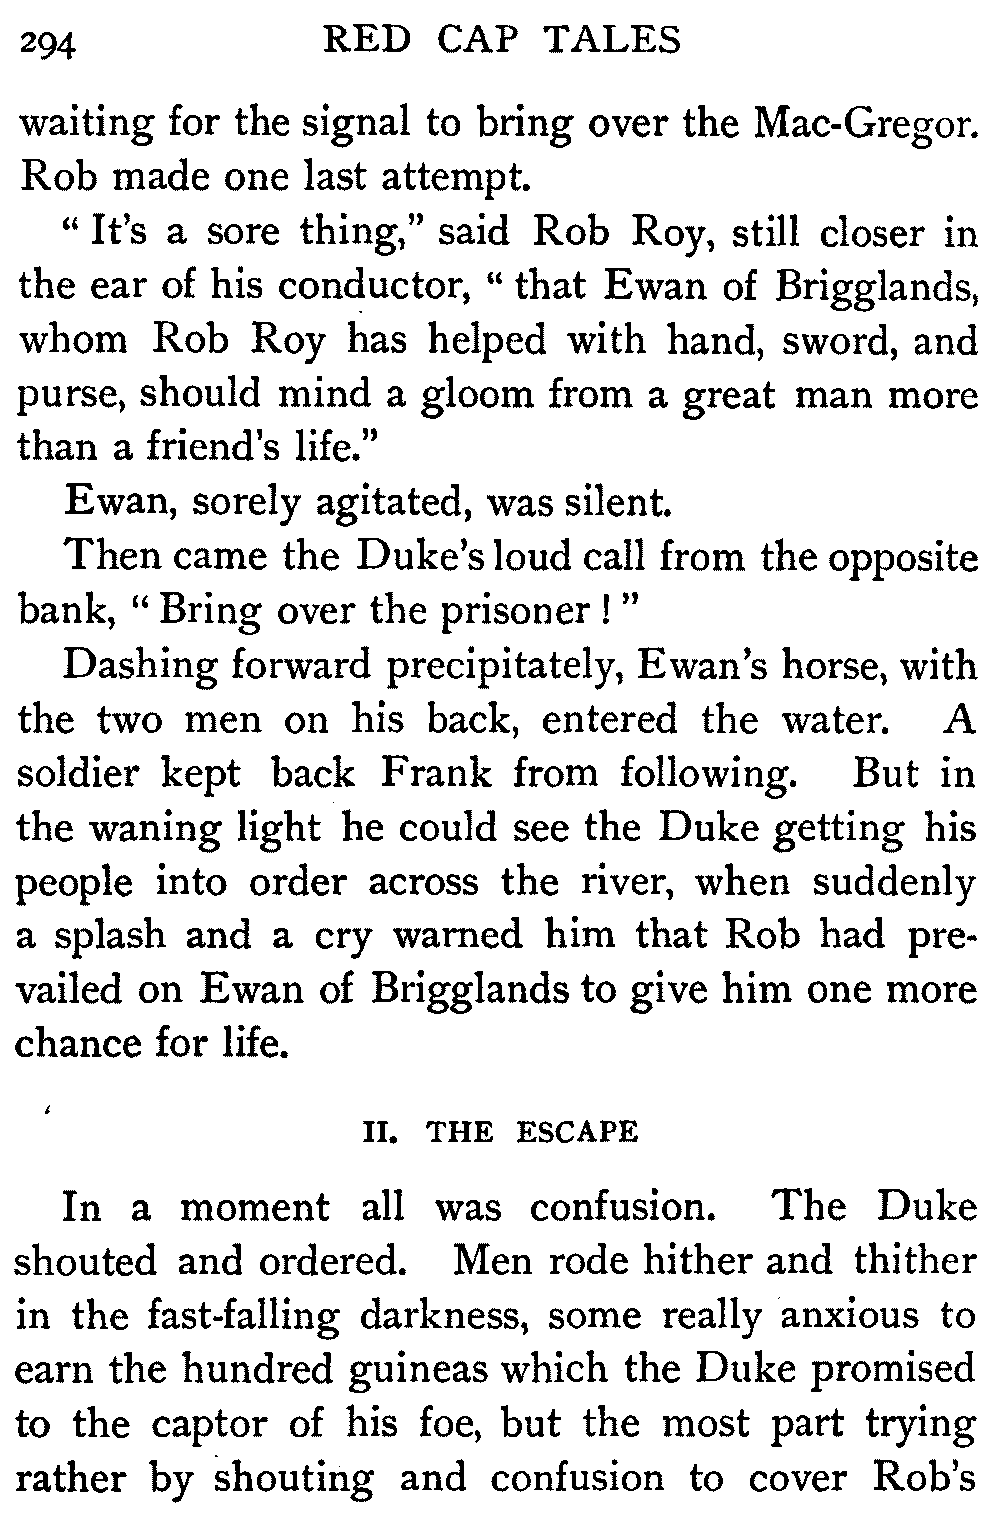 294 RED CAP TALES
waiting for the signal to bring over the Mac-Gregor.
Rob made one last attempt.
“ It's a sore thing,” said Rob Roy, still closer in
the ear of his conductor, “ that Ewan of Brigglands,
whom Rob Roy has helped with hand, sword, and
purse, should mind a gloom from a great man more
than a friend's life.”
Ewan, sorely agitated, was silent.
Then came the Duke's loud call from the opposite
bank, “ Bring over the prisoner ! ”
Dashing forward precipitately, Ewan's horse, with
the two men on his back, entered the water. A
soldier kept back Frank from following. But in
the waning light he could see the Duke getting his
people into order across the river, when suddenly
a splash and a cry warned him that Rob had pre-
vailed on Ewan of Brigglands to give him one more
chance for life.
II. THE ESCAPE
In a moment all was confusion. The Duke
shouted and ordered. Men rode hither and thither
in the fast-falling darkness, some really anxious to
earn the hundred guineas which the Duke promised
to the captor of his foe, but the most part trying
rather by shouting and confusion to cover Rob's